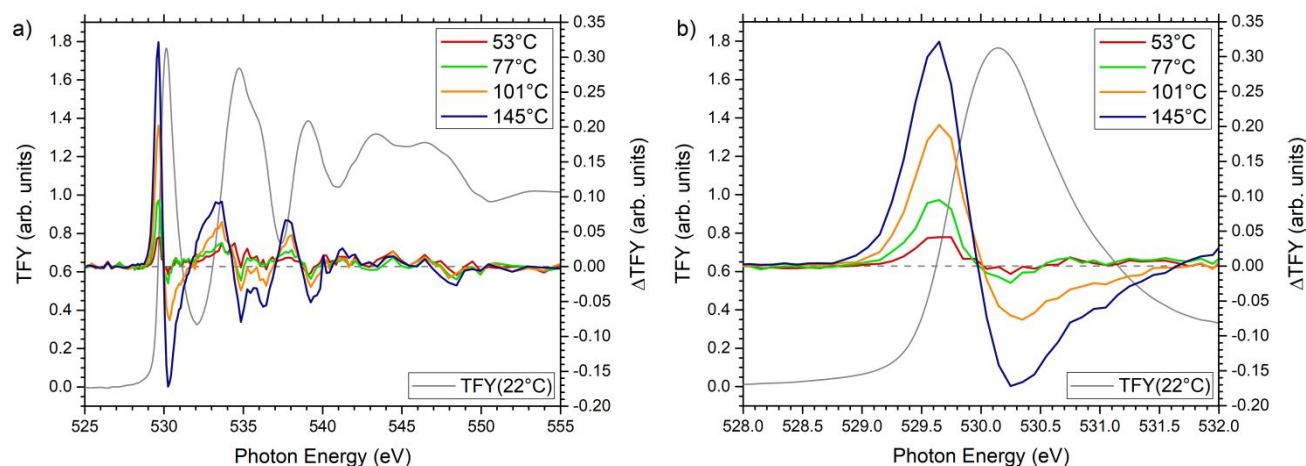 a)
TFY (arb. units)
1.8
1.6
1.4
1.2
1.0
0.8
0.6
0.4
0.2
0.0
53°C
77°C
101°C
145°C
TFY(22°C)
0.35
0.30
0.25
0.20
0.15
0.10
0.05
0.00
-0.05
-0.10
-0.15
-0.20
ΔTFY (arb. units)
525 530 535 540 545 550 555
Photon Energy (eV)
b)
TFY (arb. units)
1.8
1.6
1.4
1.2
1.0
0.8
0.6
0.4
0.2
0.0
53°C
77°C
101°C
145°C
TFY(22°C)
0.35
0.30
0.25
0.20
0.15
0.10
0.05
0.00
-0.05
-0.10
-0.15
-0.20
ΔTFY (arb. units)
528.0 528.5 529.0 529.5 530.0 530.5 531.0 531.5 532.0
Photon Energy (eV)